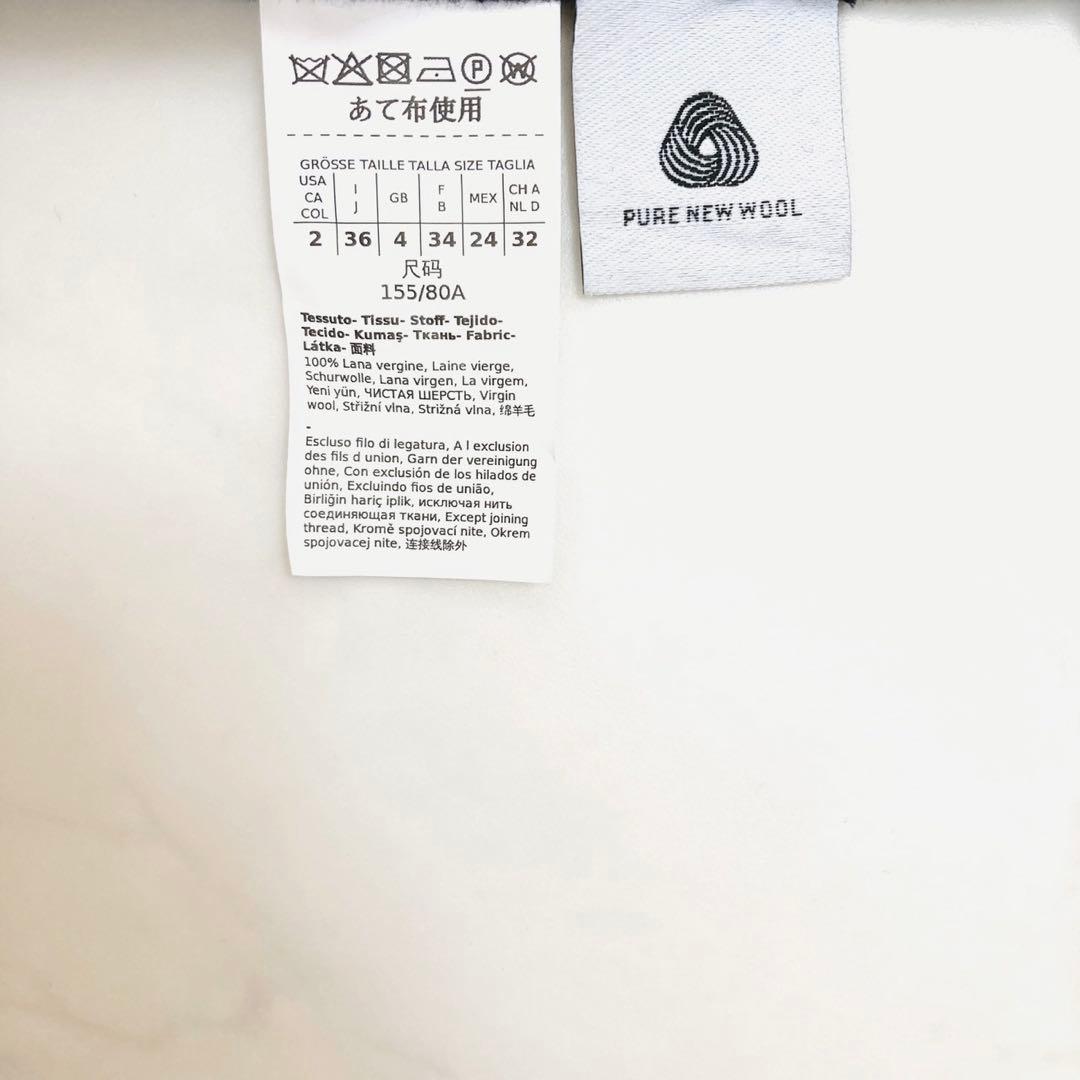 P W
あて布使用
GRÖSSE TAILLE TALLA SIZE TAGLIA
USA CA COL I J GB F B MEX CH A NL D
2 36 4 34 24 32
尺码
155/80A
Tessuto- Tissu- Stoff- Tejido-
Tecido- Kumaş- Ткань- Fabric-
Látka- 面料
100% Lana vergine, Laine vierge,
Schurwolle, Lana virgen, La virgem,
Yeni yün, ЧИСТАЯ ШЕРСТЬ, Virgin
wool, Střižní vlna, Strižná vlna, 绵羊毛
-
Escluso filo di legatura, A l exclusion
des fils d union, Garn der vereinigung
ohne, Con exclusión de los hilados de
unión, Excluindo fios de união,
Birliğin hariç iplik, исключая нить
соединяющая ткани, Except joining
thread, Kromě spojovací nite, Okrem
spojovacej nite, 连接线除外
PURE NEW WOOL